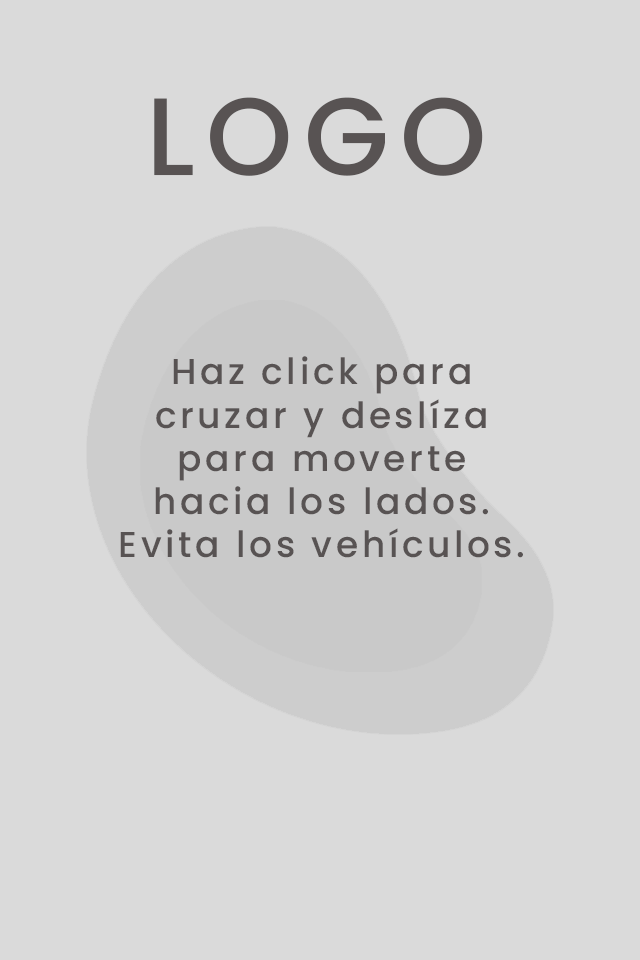 LOGO
Haz click para
cruzar y deslíza
para moverte
hacia los lados.
Evita los vehículos.